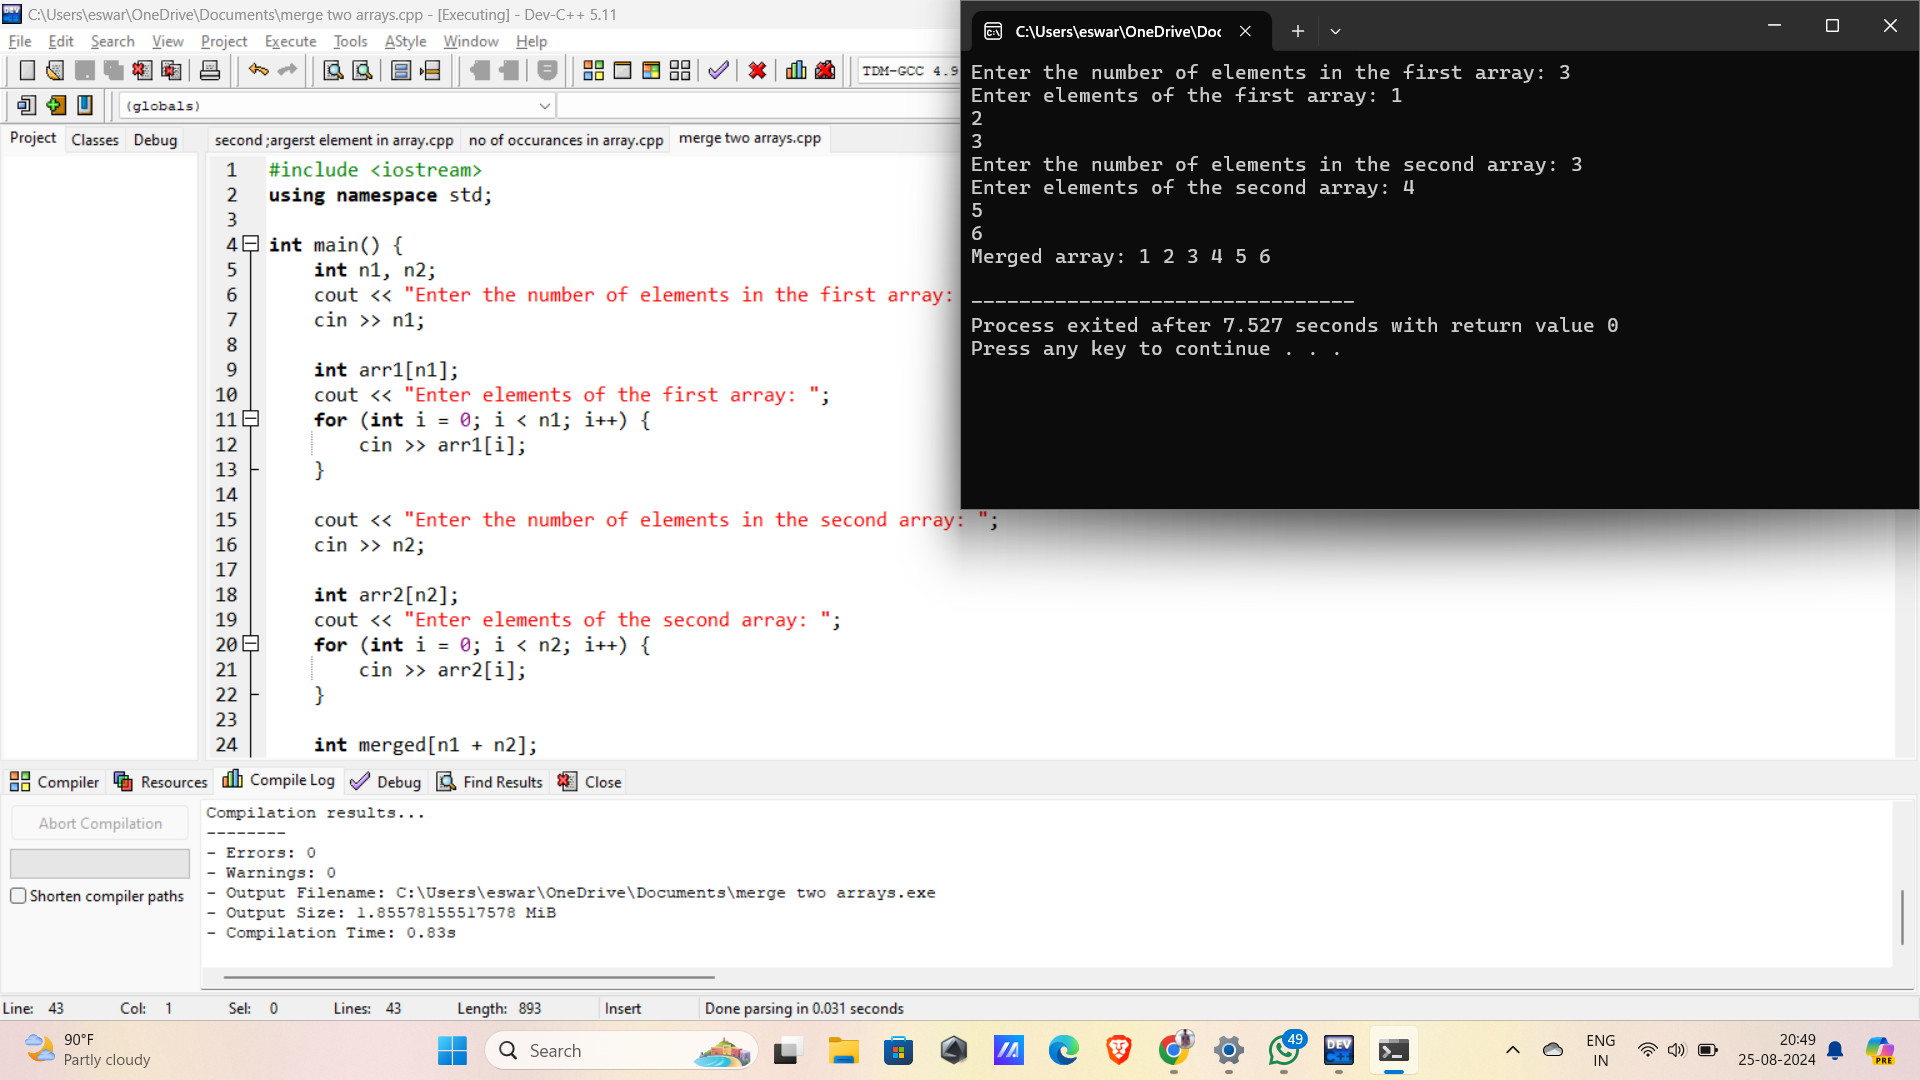 C:\Users\eswar\OneDrive\Documents\merge two arrays.cpp - [Executing] - Dev-C++ 5.11
File Edit Search View Project Execute Tools AStyle Window Help
TDM-GCC 4.9
(globals)
Project Classes Debug
second ;argerst element in array.cpp no of occurances in array.cpp merge two arrays.cpp
1 #include <iostream>
2 using namespace std;
3
4 int main() {
5 int n1, n2;
6 cout << "Enter the number of elements in the first array:
7 cin >> n1;
8
9 int arr1[n1];
10 cout << "Enter elements of the first array: ";
11 for (int i = 0; i < n1; i++) {
12 cin >> arr1[i];
13 }
14
15 cout << "Enter the number of elements in the second array: ";
16 cin >> n2;
17
18 int arr2[n2];
19 cout << "Enter elements of the second array: ";
20 for (int i = 0; i < n2; i++) {
21 cin >> arr2[i];
22 }
23
24 int merged[n1 + n2];
C:\Users\eswar\OneDrive\Doc
Enter the number of elements in the first array: 3
Enter elements of the first array: 1
2
3
Enter the number of elements in the second array: 3
Enter elements of the second array: 4
5
6
Merged array: 1 2 3 4 5 6
--------------------------------
Process exited after 7.527 seconds with return value 0
Press any key to continue . . .
Compiler Resources Compile Log Debug Find Results Close
Abort Compilation
Shorten compiler paths
Compilation results...
--------
- Errors: 0
- Warnings: 0
- Output Filename: C:\Users\eswar\OneDrive\Documents\merge two arrays.exe
- Output Size: 1.85578155517578 MiB
- Compilation Time: 0.83s
Line: 43 Col: 1 Sel: 0 Lines: 43 Length: 893 Insert Done parsing in 0.031 seconds
90°F
Partly cloudy
Search
49
DEV
C++
ENG
IN
20:49
25-08-2024
PRE